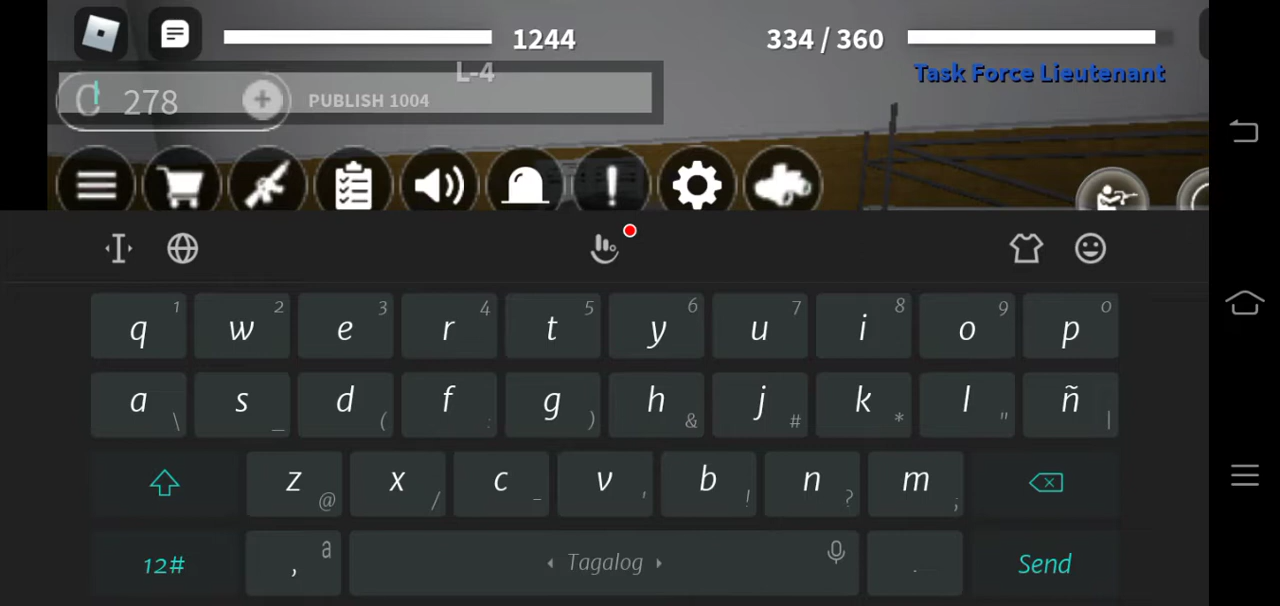 1244
334 / 360
L-4
Task Force Lieutenant
C 278 +
PUBLISH 1004
!
1 2 3 4 5 6 7 8 9 0
q w e r t y u i o p
a s d f g h j k l ñ
\ _ ( : ) & # * " |
z x c v b n m
@ / - ' ! ? ;
a
12# , Tagalog . Send